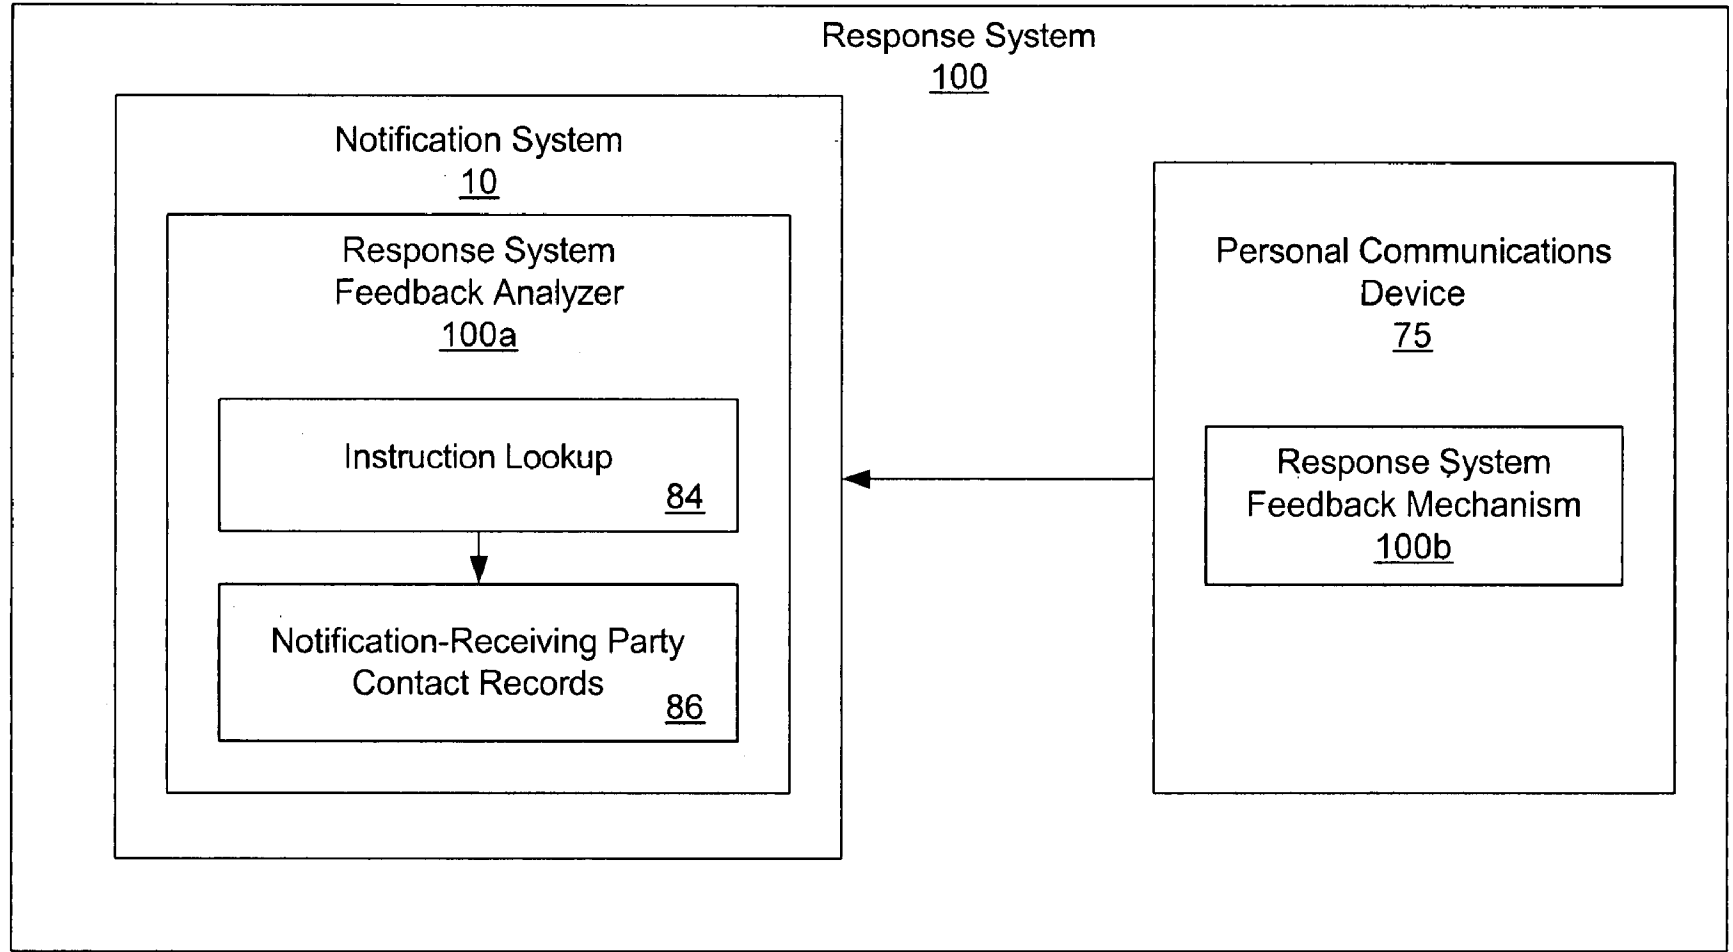 Response System
100
Notification System
10
Response System
Feedback Analyzer
100a
Instruction Lookup
84
Notification-Receiving Party
Contact Records
86
Personal Communications
Device
75
Response System
Feedback Mechanism
100b